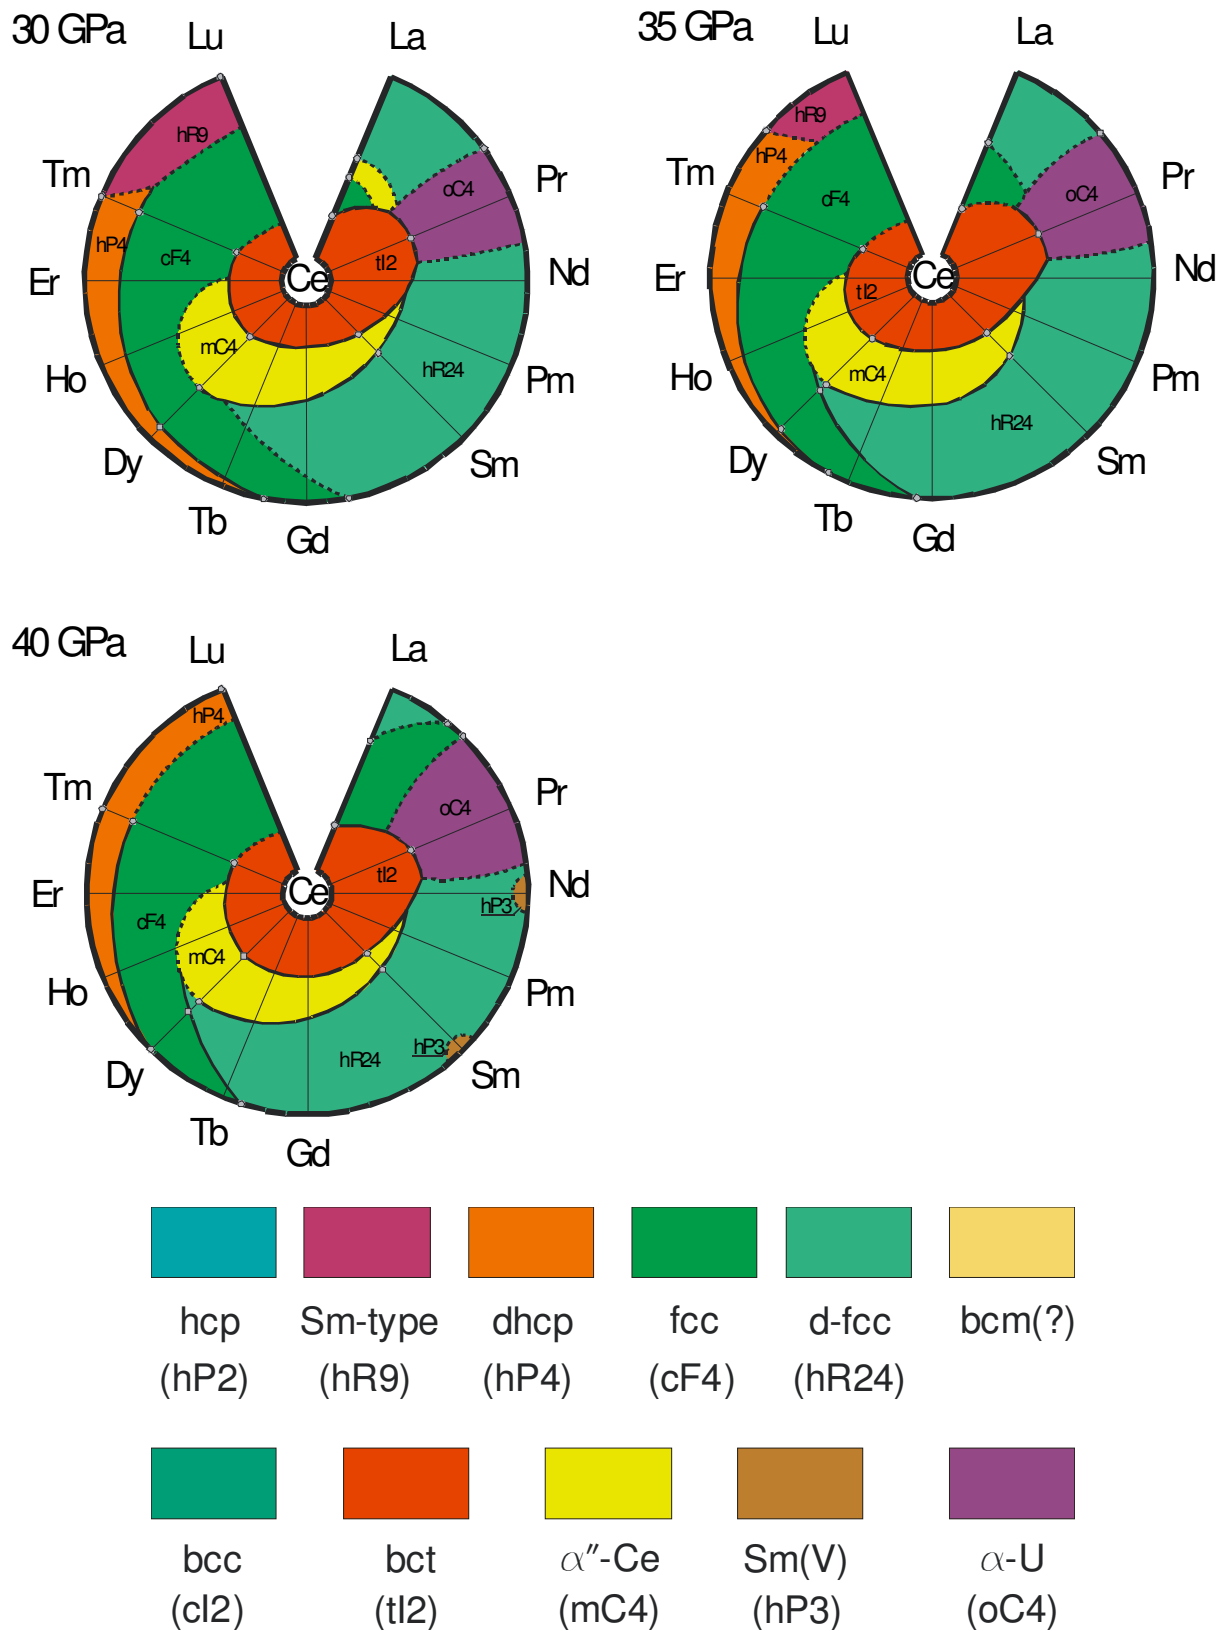 30 GPa
Lu
La
hR9
Tm
Pr
oC4
hP4
cF4
tI2
Er
Ce
Nd
mC4
hR24
Ho
Pm
Dy
Sm
Tb
Gd
35 GPa
Lu
La
hR9
hP4
Tm
Pr
cF4
oC4
Er
Ce
Nd
tI2
mC4
Ho
Pm
hR24
Dy
Sm
Tb
Gd
40 GPa
Lu
La
hP4
Tm
Pr
oC4
tI2
Er
Ce
Nd
hP3
cF4
mC4
Ho
Pm
hP3
hR24
Dy
Sm
Tb
Gd
hcp Sm-type dhcp fcc d-fcc bcm(?)
(hP2) (hR9) (hP4) (cF4) (hR24)
bcc bct α″-Ce Sm(V) α-U
(cI2) (tI2) (mC4) (hP3) (oC4)